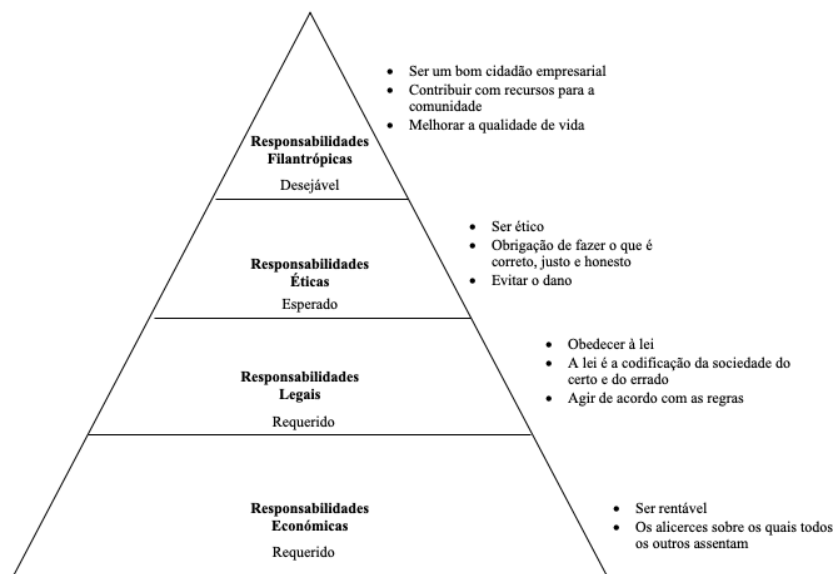 • Ser um bom cidadão empresarial
• Contribuir com recursos para a
comunidade
• Melhorar a qualidade de vida
Responsabilidades
Filantrópicas
Desejável
• Ser ético
• Obrigação de fazer o que é
correto, justo e honesto
• Evitar o dano
Responsabilidades
Éticas
Esperado
• Obedecer à lei
• A lei é a codificação da sociedade do
certo e do errado
• Agir de acordo com as regras
Responsabilidades
Legais
Requerido
• Ser rentável
• Os alicerces sobre os quais todos
os outros assentam
Responsabilidades
Económicas
Requerido